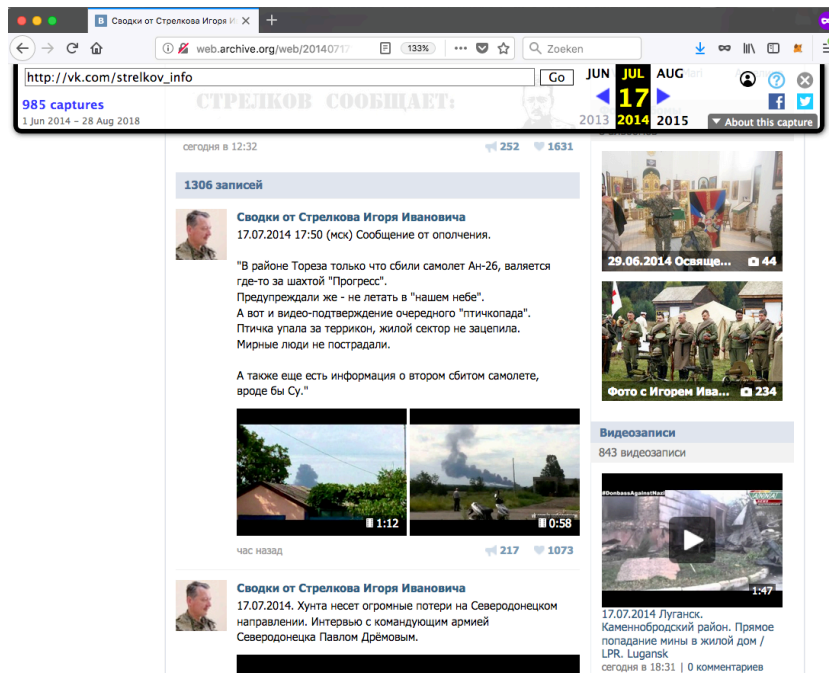 Сводки от Стрелкова Игоря И
web.archive.org/web/20140717
133%
Zoeken
http://vk.com/strelkov_info
Go
JUN JUL AUG
17
2013 2014 2015
985 captures
1 Jun 2014 – 28 Aug 2018
About this capture
СТРЕЛКОВ СООБЩАЕТ:
сегодня в 12:32
252 1631
1306 записей
Сводки от Стрелкова Игоря Ивановича
17.07.2014 17:50 (мск) Сообщение от ополчения.
"В районе Тореза только что сбили самолет Ан-26, валяется
где-то за шахтой "Прогресс".
Предупреждали же - не летать в "нашем небе".
А вот и видео-подтверждение очередного "птичкопада".
Птичка упала за террикон, жилой сектор не зацепила.
Мирные люди не пострадали.
А также еще есть информация о втором сбитом самолете,
вроде бы Су."
1:12
0:58
час назад
217 1073
Сводки от Стрелкова Игоря Ивановича
17.07.2014. Хунта несет огромные потери на Северодонецком
направлении. Интервью с командующим армией
Северодонецка Павлом Дрёмовым.
29.06.2014 Освяще... 44
Фото с Игорем Ива... 234
Видеозаписи
843 видеозаписи
#DonbassAgainstNazi
1:47
17.07.2014 Луганск.
Каменнобродский район. Прямое
попадание мины в жилой дом /
LPR. Lugansk
сегодня в 18:31 | 0 комментариев